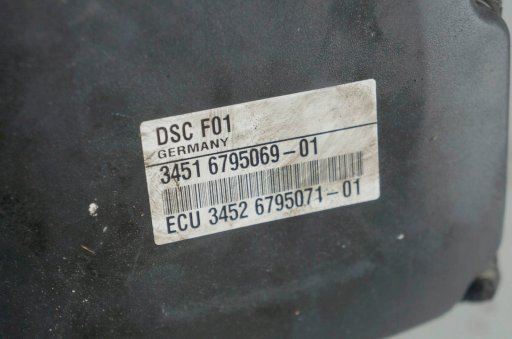 DSC F01
GERMANY
3451 6795069-01
ECU 3452 6795071-01